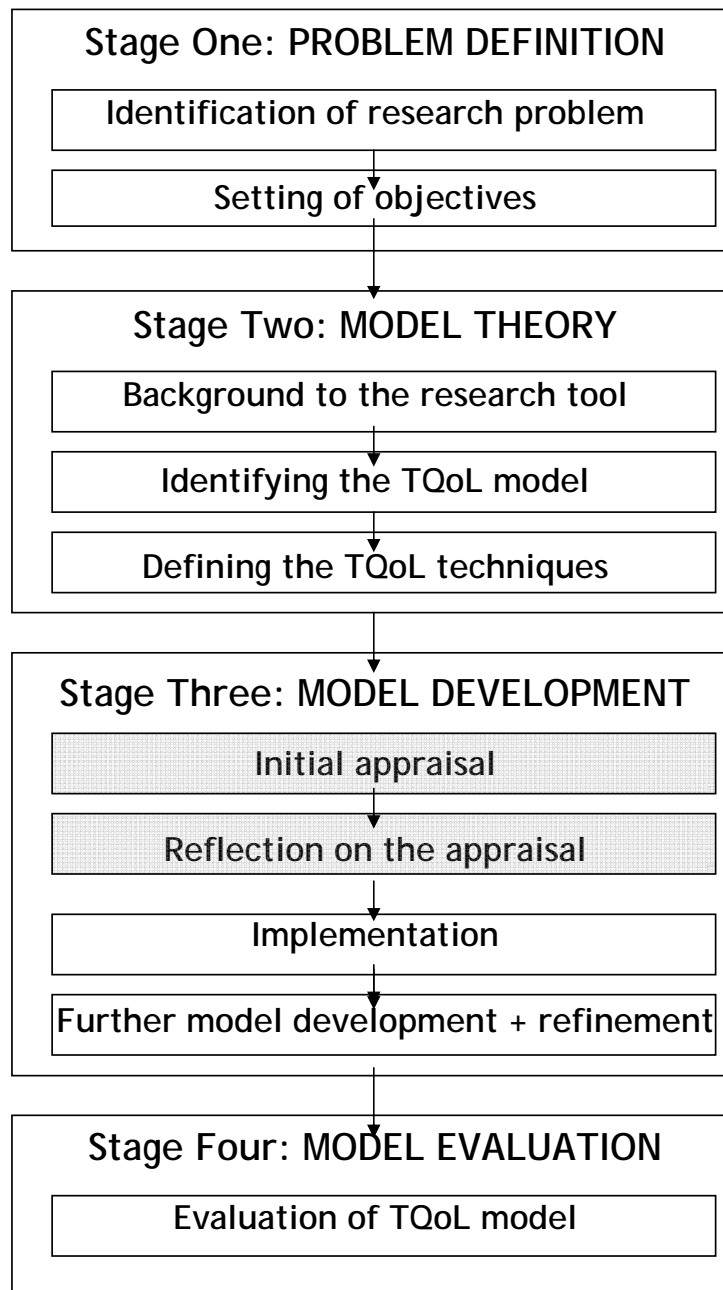 Stage One: PROBLEM DEFINITION
Identification of research problem
Setting of objectives
Stage Two: MODEL THEORY
Background to the research tool
Identifying the TQoL model
Defining the TQoL techniques
Stage Three: MODEL DEVELOPMENT
Initial appraisal
Reflection on the appraisal
Implementation
Further model development + refinement
Stage Four: MODEL EVALUATION
Evaluation of TQoL model